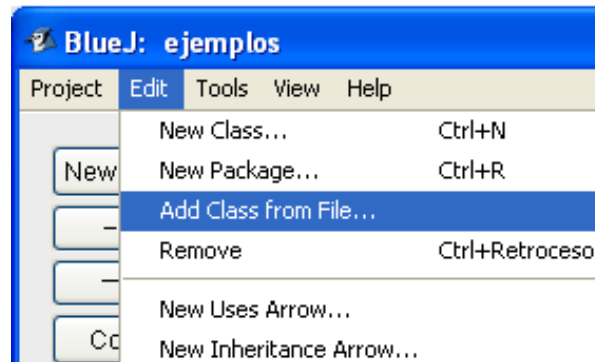 BlueJ: ejemplos
Project Edit Tools View Help
New Class... Ctrl+N
New New Package... Ctrl+R
Add Class from File...
Remove Ctrl+Retroceso
New Uses Arrow...
New Inheritance Arrow...